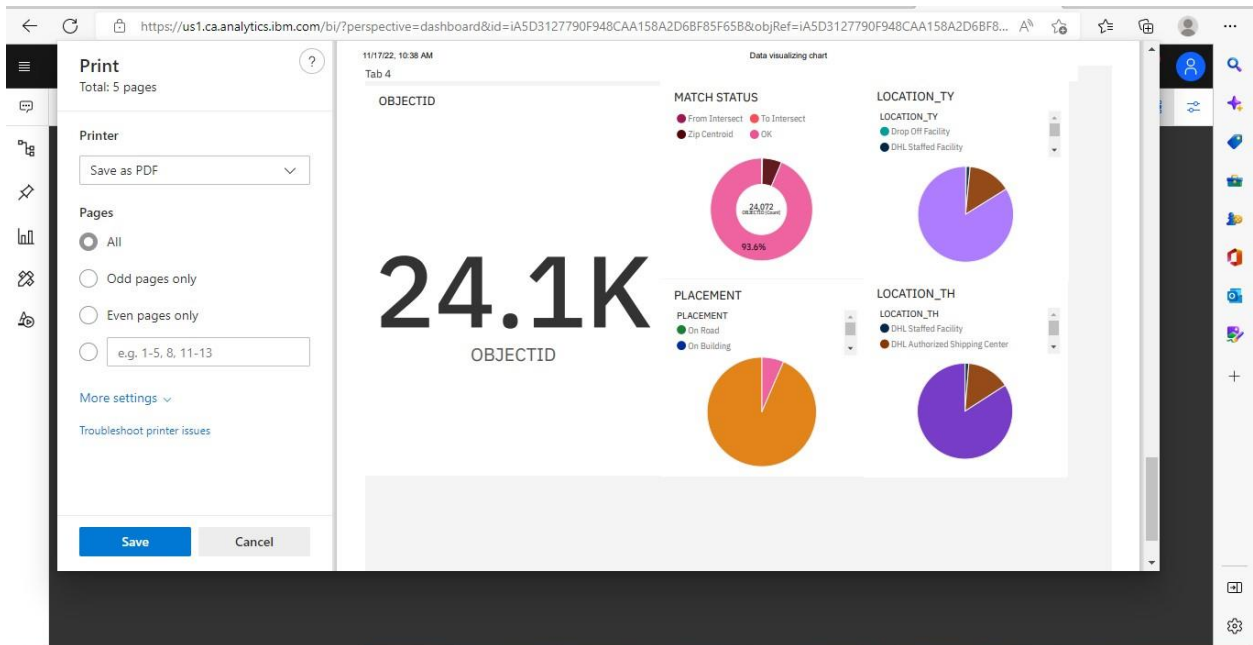 https://us1.ca.analytics.ibm.com/bi/?perspective=dashboard&id=iA5D3127790F948CAA158A2D6BF85F65B&objRef=iA5D3127790F948CAA158A2D6BF8...
Print
Total: 5 pages
?
Printer
Save as PDF
Pages
All
Odd pages only
Even pages only
e.g. 1-5, 8, 11-13
More settings
Troubleshoot printer issues
Save
Cancel
11/17/22, 10:38 AM
Data visualizing chart
Tab 4
OBJECTID
24.1K
OBJECTID
MATCH STATUS
From Intersect
To Intersect
Zip Centroid
OK
24,072
OBJECTID (Count)
93.6%
LOCATION_TY
LOCATION_TY
Drop Off Facility
DHL Staffed Facility
PLACEMENT
PLACEMENT
On Road
On Building
LOCATION_TH
LOCATION_TH
DHL Staffed Facility
DHL Authorized Shipping Center